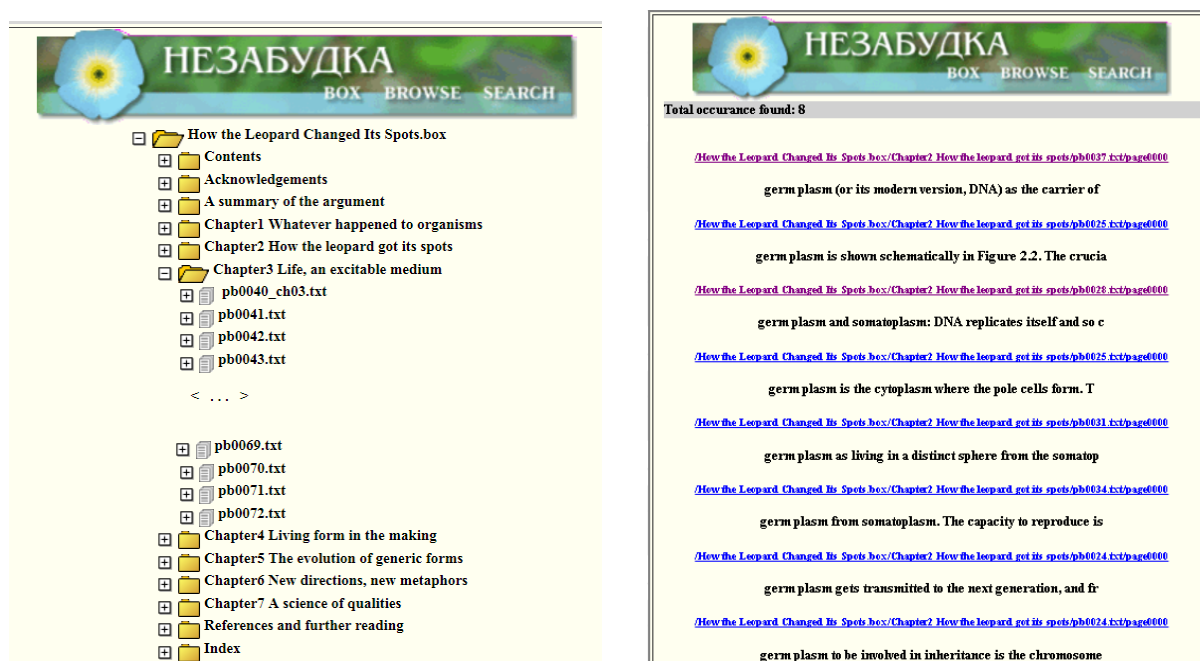 НЕЗАБУДКА
BOX BROWSE SEARCH
How the Leopard Changed Its Spots.box
Contents
Acknowledgements
A summary of the argument
Chapter1 Whatever happened to organisms
Chapter2 How the leopard got its spots
Chapter3 Life, an excitable medium
pb0040_ch03.txt
pb0041.txt
pb0042.txt
pb0043.txt
< ... >
pb0069.txt
pb0070.txt
pb0071.txt
pb0072.txt
Chapter4 Living form in the making
Chapter5 The evolution of generic forms
Chapter6 New directions, new metaphors
Chapter7 A science of qualities
References and further reading
Index
НЕЗАБУДКА
BOX BROWSE SEARCH
Total occurance found: 8
/How the Leopard Changed Its Spots.box/Chapter2 How the leopard got its spots/pb0037.txt/page0000
germ plasm (or its modern version, DNA) as the carrier of
/How the Leopard Changed Its Spots.box/Chapter2 How the leopard got its spots/pb0025.txt/page0000
germ plasm is shown schematically in Figure 2.2. The crucia
/How the Leopard Changed Its Spots.box/Chapter2 How the leopard got its spots/pb0028.txt/page0000
germ plasm and somatoplasm: DNA replicates itself and so c
/How the Leopard Changed Its Spots.box/Chapter2 How the leopard got its spots/pb0025.txt/page0000
germ plasm is the cytoplasm where the pole cells form. T
/How the Leopard Changed Its Spots.box/Chapter2 How the leopard got its spots/pb0031.txt/page0000
germ plasm as living in a distinct sphere from the somatop
/How the Leopard Changed Its Spots.box/Chapter2 How the leopard got its spots/pb0034.txt/page0000
germ plasm from somatoplasm. The capacity to reproduce is
/How the Leopard Changed Its Spots.box/Chapter2 How the leopard got its spots/pb0024.txt/page0000
germ plasm gets transmitted to the next generation, and fr
/How the Leopard Changed Its Spots.box/Chapter2 How the leopard got its spots/pb0024.txt/page0000
germ plasm to be involved in inheritance is the chromosome